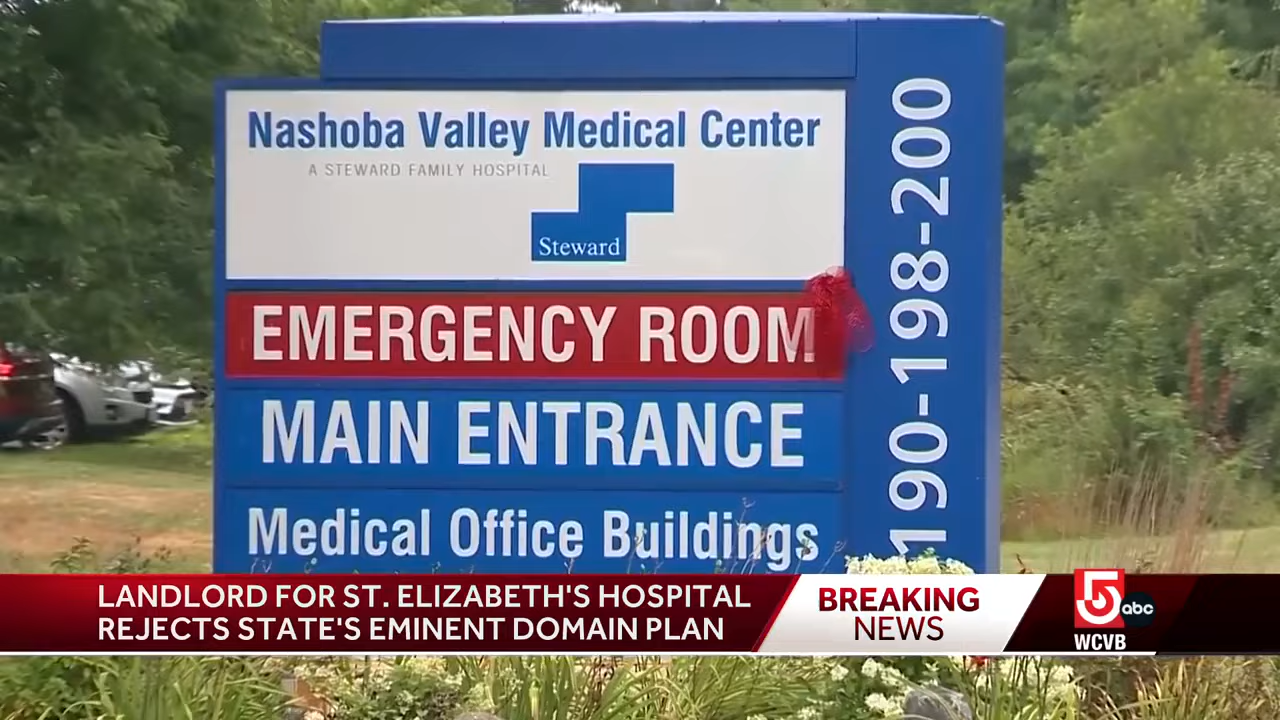 Nashoba Valley Medical Center
A STEWARD FAMILY HOSPITAL
Steward
EMERGENCY ROOM
MAIN ENTRANCE
Medical Office Buildings
190-198-200
LANDLORD FOR ST. ELIZABETH'S HOSPITAL
REJECTS STATE'S EMINENT DOMAIN PLAN
BREAKING
NEWS
5
abc
WCVB